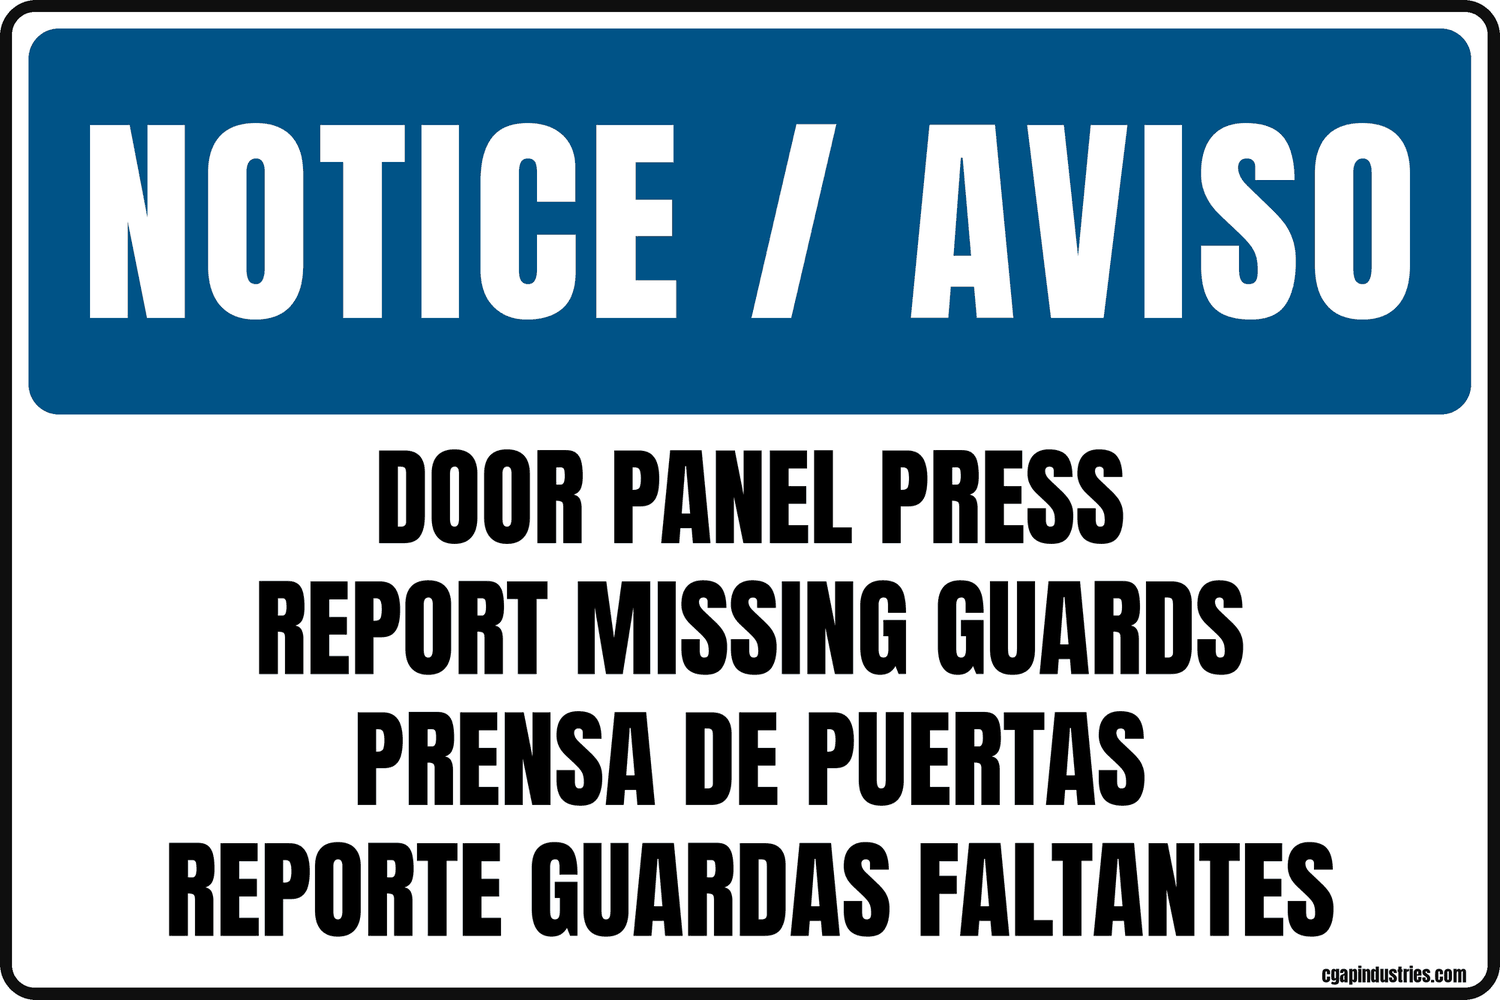 NOTICE / AVISO
DOOR PANEL PRESS
REPORT MISSING GUARDS
PRENSA DE PUERTAS
REPORTE GUARDAS FALTANTES
cgapindustries.com